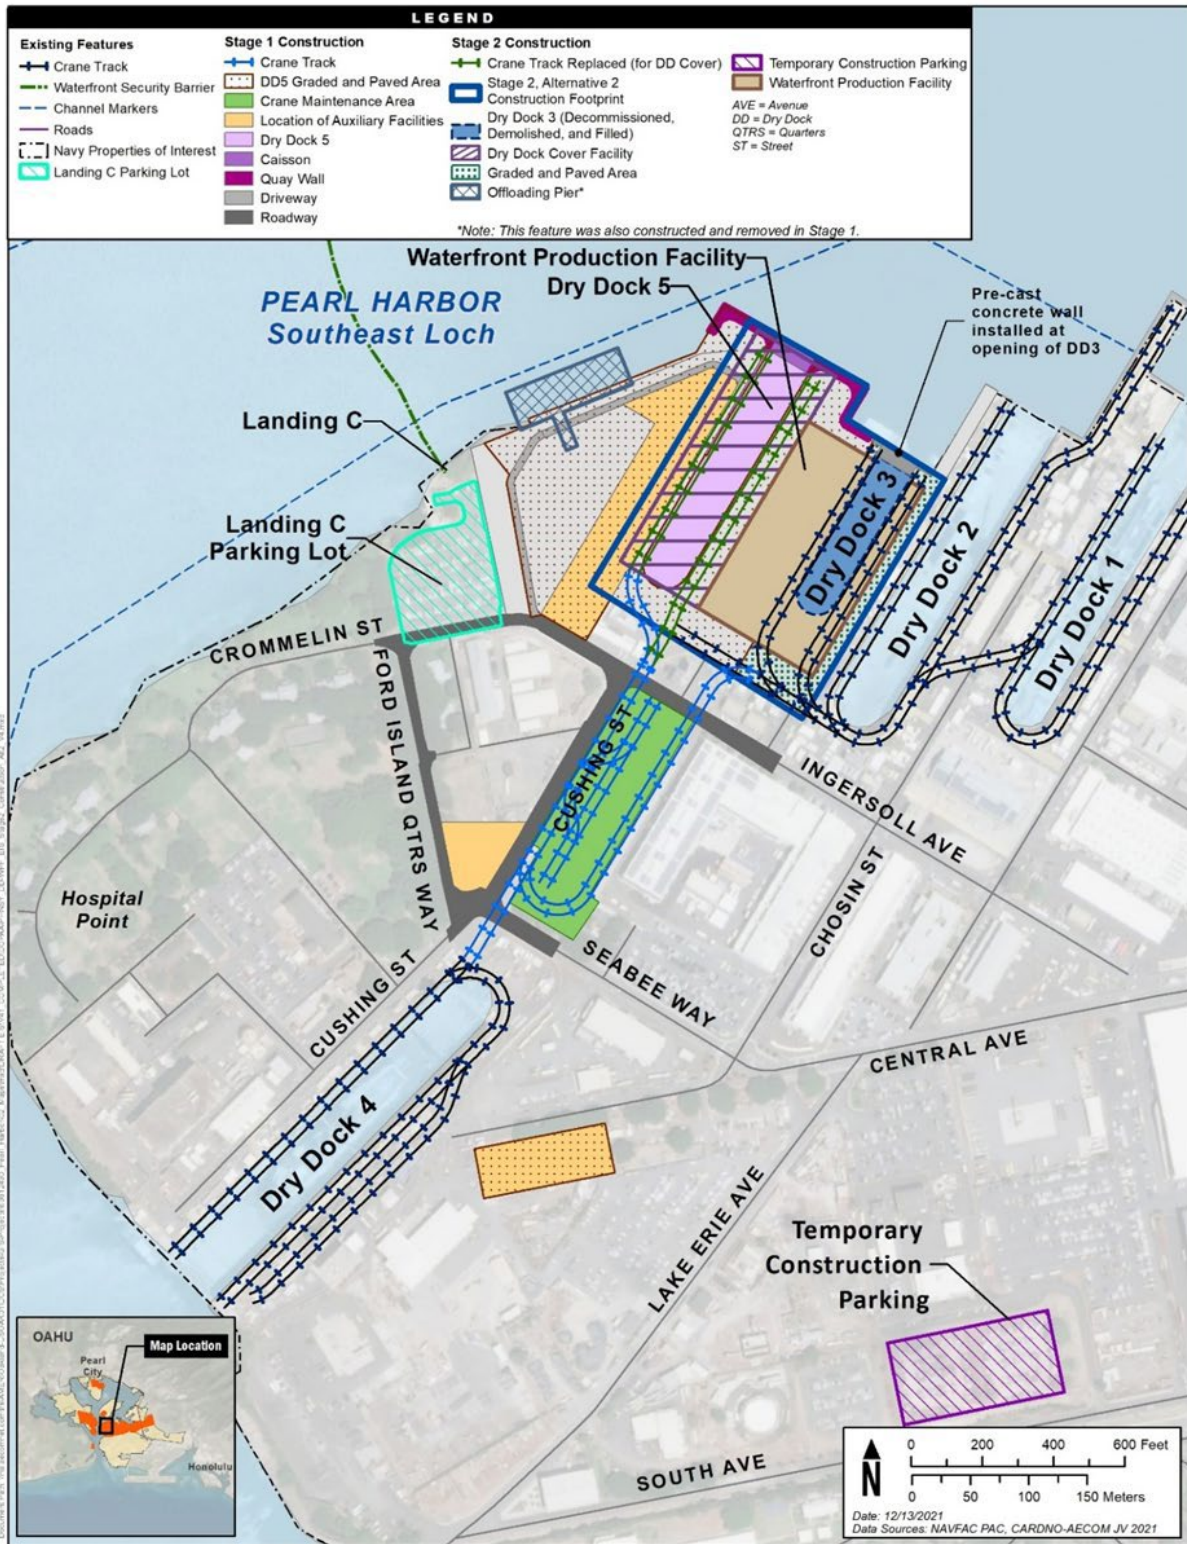 LEGEND
Existing Features
Crane Track
Waterfront Security Barrier
Channel Markers
Roads
Navy Properties of Interest
Landing C Parking Lot
Stage 1 Construction
Crane Track
DD5 Graded and Paved Area
Crane Maintenance Area
Location of Auxiliary Facilities
Dry Dock 5
Caisson
Quay Wall
Driveway
Roadway
Stage 2 Construction
Crane Track Replaced (for DD Cover)
Stage 2, Alternative 2
Construction Footprint
Dry Dock 3 (Decommissioned,
Demolished, and Filled)
Dry Dock Cover Facility
Graded and Paved Area
Offloading Pier*
Temporary Construction Parking
Waterfront Production Facility
AVE = Avenue
DD = Dry Dock
QTRS = Quarters
ST = Street
*Note: This feature was also constructed and removed in Stage 1.
Waterfront Production Facility
Dry Dock 5
PEARL HARBOR
Southeast Loch
Pre-cast
concrete wall
installed at
opening of DD3
Landing C
Landing C
Parking Lot
Dry Dock 3
Dry Dock 2
Dry Dock 1
CROMMELIN ST
FORD ISLAND QTRS WAY
CUSHING ST
INGERSOLL AVE
CHOSIN ST
Hospital
Point
CUSHING ST
SEABEE WAY
CENTRAL AVE
Dry Dock 4
LAKE ERIE AVE
Temporary
Construction
Parking
SOUTH AVE
OAHU
Map Location
Pearl
City
Honolulu
N
0 200 400 600 Feet
0 50 100 150 Meters
Date: 12/13/2021
Data Sources: NAVFAC PAC, CARDNO-AECOM JV 2021